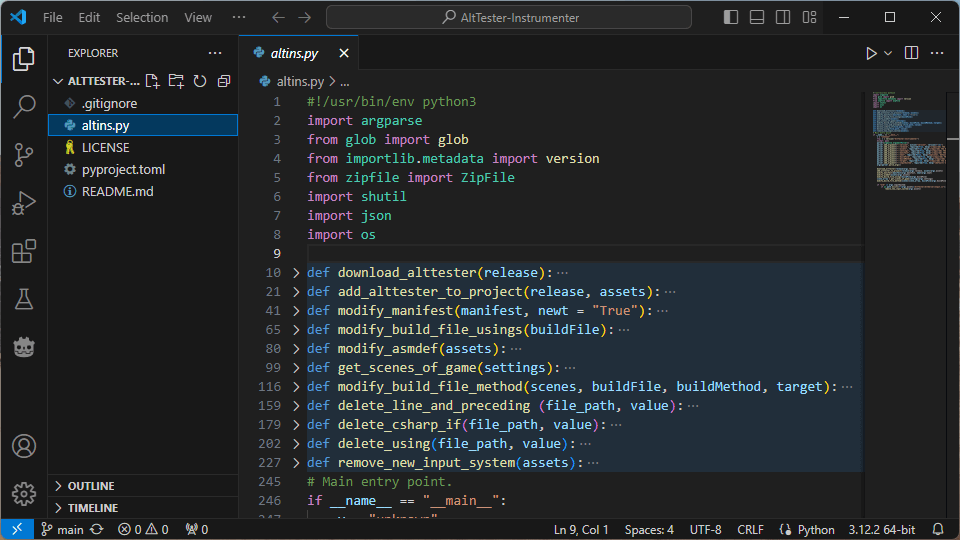 File Edit Selection View ··· AltTester-Instrumenter
EXPLORER ···
altins.py
ALTTESTER-...
.gitignore
altins.py
LICENSE
pyproject.toml
README.md
OUTLINE
TIMELINE
altins.py > ...
1 #!/usr/bin/env python3
2 import argparse
3 from glob import glob
4 from importlib.metadata import version
5 from zipfile import ZipFile
6 import shutil
7 import json
8 import os
9
10 def download_alttester(release):···
21 def add_alttester_to_project(release, assets):···
41 def modify_manifest(manifest, newt = "True"):···
65 def modify_build_file_usings(buildFile):···
80 def modify_asmdef(assets):···
99 def get_scenes_of_game(settings):···
116 def modify_build_file_method(scenes, buildFile, buildMethod, target):···
159 def delete_line_and_preceding (file_path, value):···
179 def delete_csharp_if(file_path, value):···
202 def delete_using(file_path, value):···
227 def remove_new_input_system(assets):···
245 # Main entry point.
246 if __name__ == "__main__":
main 0 0 0 Ln 9, Col 1 Spaces: 4 UTF-8 CRLF Python 3.12.2 64-bit